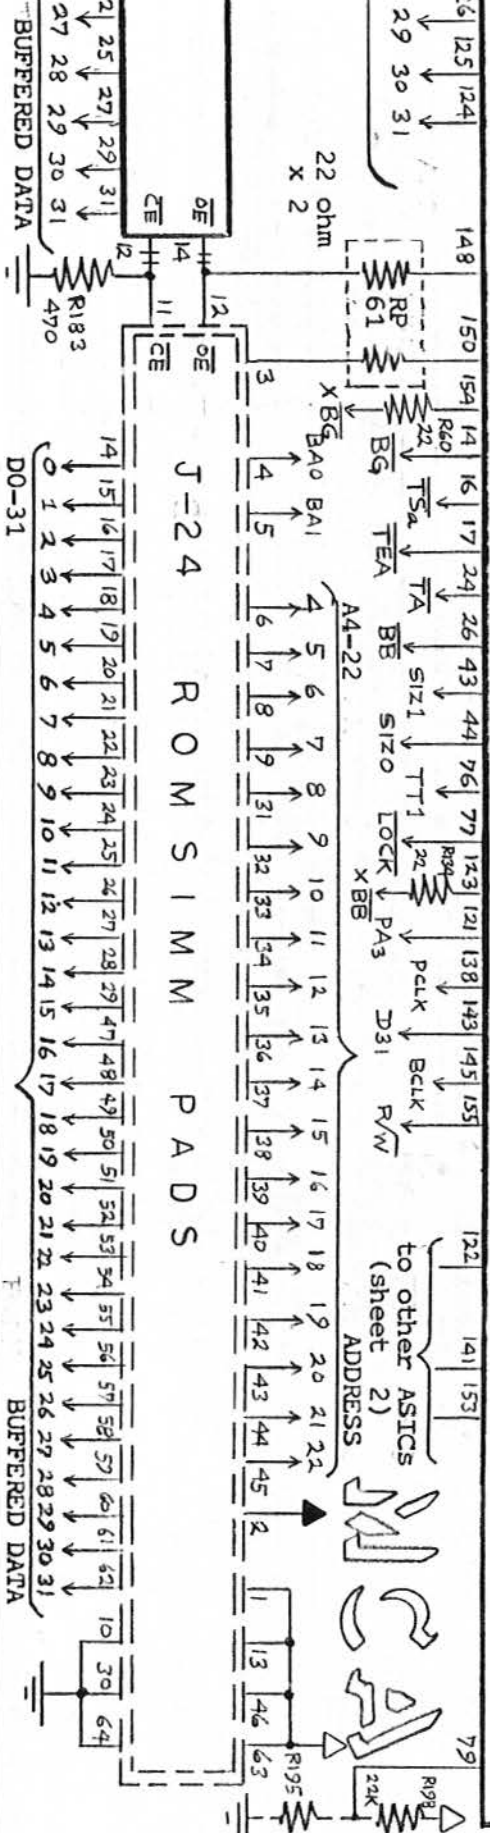 26 125 124
29 30 31
148 150 154 14 16 17 24 26 43 44 76 77 123 121 138 143 145 155 122 141 153 79
R60
22
XBG
BG TSa TEA TA BB SIZ1 SIZ0 TT1 LOCK
R134
22
XBB
PA3 PCLK D31 BCLK R/W
to other ASICs
(sheet 2)
R198
22K
R195
22 ohm
x 2
RP
61
BA0 BA1
A4-22
ADDRESS
4 5 6 7 8 9 10 11 12 13 14 15 16 17 18 19 20 21 22
3 4 5 6 7 8 9 31 32 33 34 35 36 37 38 39 40 41 42 43 44 45 2 1 13 46 63
OE
CE
14
12
12
11
OE
CE
J-24 ROMSIMM PADS
R183
470
25 27 29 31
27 28 29 30 31
BUFFERED DATA
14 15 16 17 18 19 20 21 22 23 24 25 26 27 28 29 47 48 49 50 51 52 53 54 55 56 57 58 59 60 61 62 10 30 64
0 1 2 3 4 5 6 7 8 9 10 11 12 13 14 15 16 17 18 19 20 21 22 23 24 25 26 27 28 29 30 31
D0-31
BUFFERED DATA